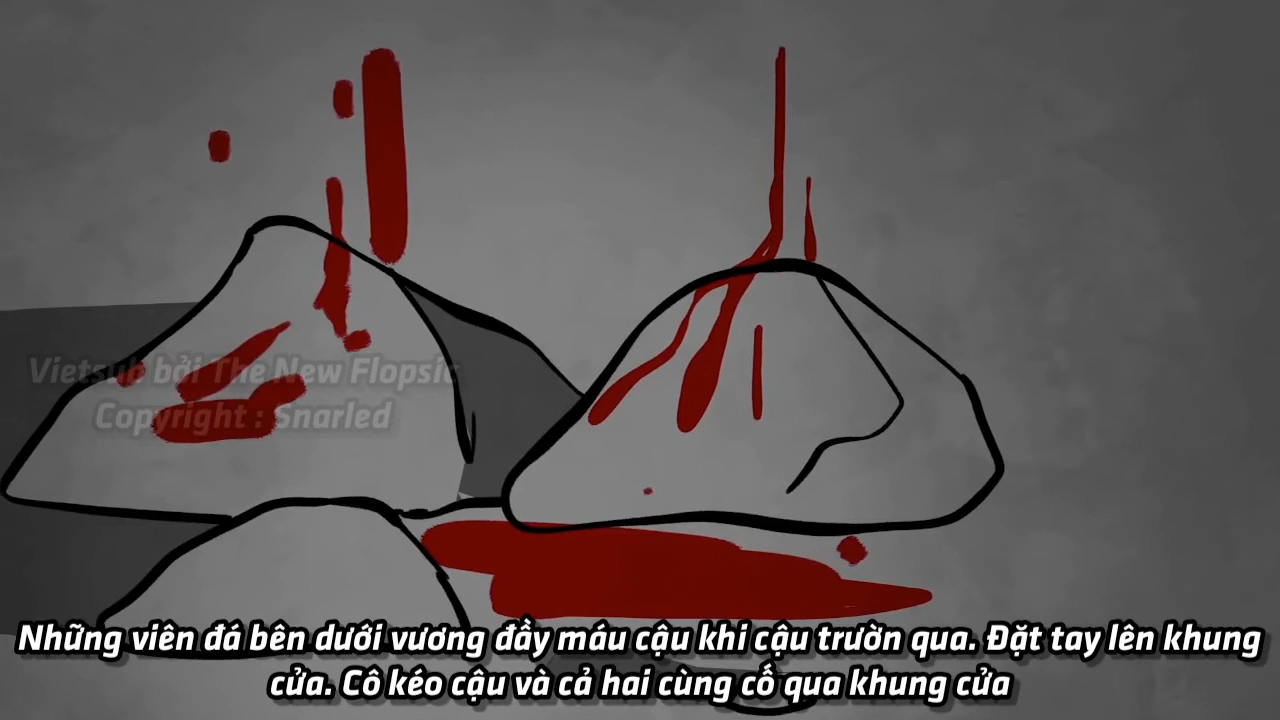 Vietsub bởi The New Flopsic
Copyright : Snarled
Những viên đá bên dưới vương đầy máu cậu khi cậu trườn qua. Đặt tay lên khung
cửa. Cô kéo cậu và cả hai cùng cố qua khung cửa